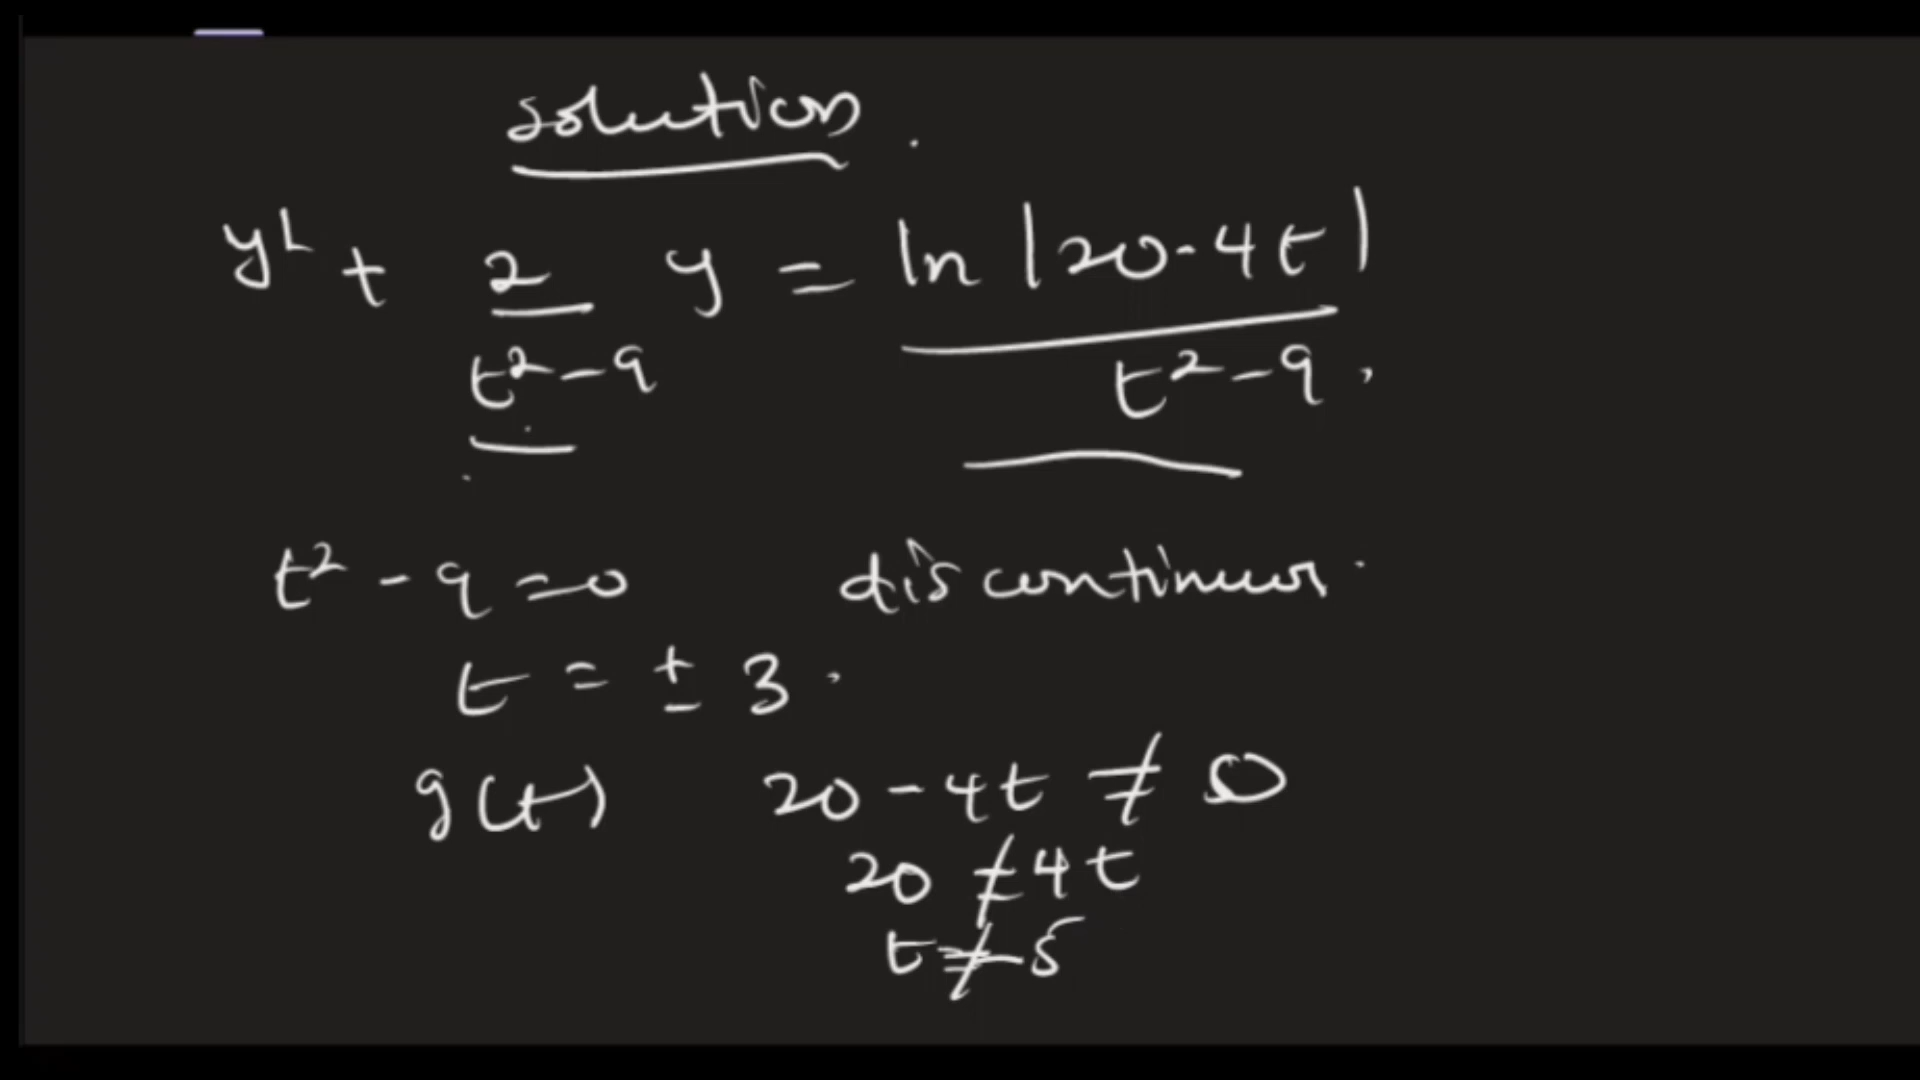 solution.
y' + 2/(t² - 9) y = ln |20 - 4t| / (t² - 9).
t² - 9 = 0 discontinuous.
t = ± 3.
g(t) 20 - 4t ≠ 0
20 ≠ 4t
t ≠ 5